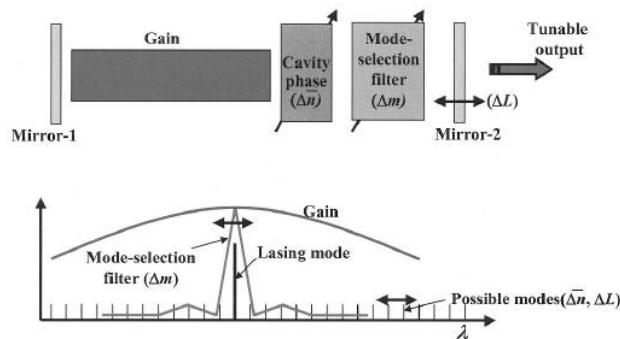 Gain
Cavity
phase
(Δn̅)
Mode-
selection
filter
(Δm)
Tunable
output
(ΔL)
Mirror-1
Mirror-2
Gain
Mode-selection
filter (Δm)
Lasing mode
Possible modes(Δn̅, ΔL)
λ